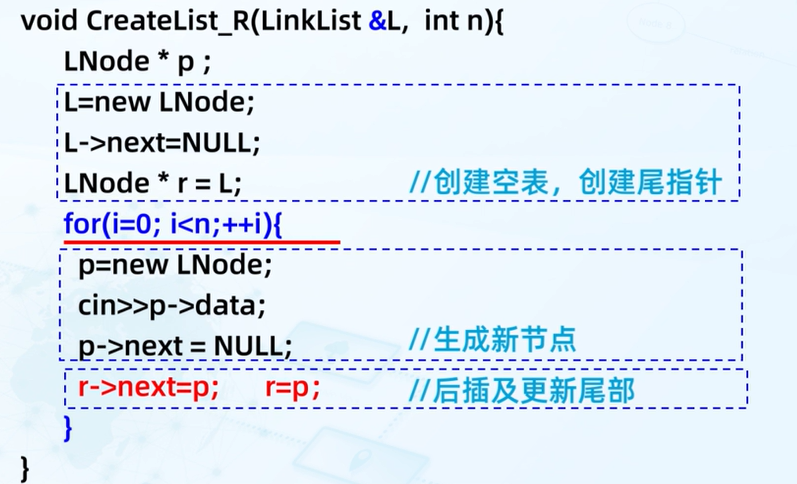 void CreateList_R(LinkList &L, int n){
LNode * p ;
L=new LNode;
L->next=NULL;
LNode * r = L; //创建空表，创建尾指针
for(i=0; i<n;++i){
p=new LNode;
cin>>p->data;
p->next = NULL; //生成新节点
r->next=p; r=p; //后插及更新尾部
}
}